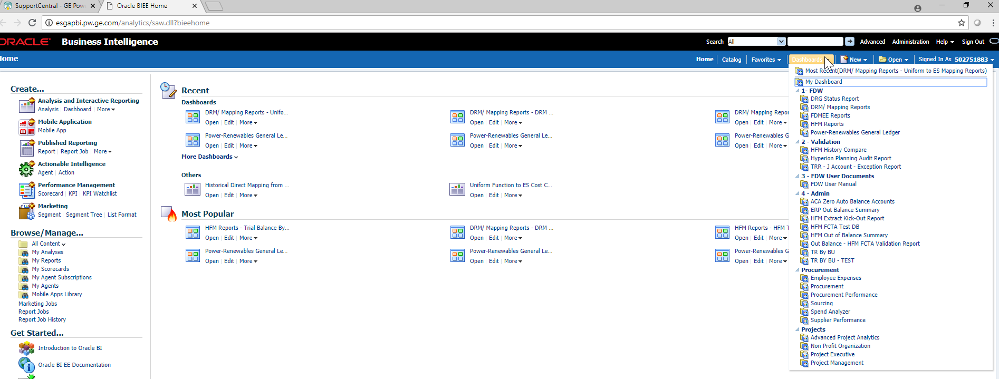 SupportCentral - GE Pow
Oracle BIEE Home
esgapbi.pw.ge.com/analytics/saw.dll?bieehome
ORACLE Business Intelligence
Search All Advanced Administration Help Sign Out
Home
Home Catalog Favorites Dashboards New Open Signed In As 502751883
Most Recent(DRM/ Mapping Reports - Uniform to ES Mapping Reports)
My Dashboard
1- FDW
DRG Status Report
DRM/ Mapping Reports
FDMEE Reports
HFM Reports
Power-Renewables General Ledger
2 - Validation
HFM History Compare
Hyperion Planning Audit Report
TRR - J Account - Exception Report
3 - FDW User Documents
FDW User Manual
4 - Admin
ACA Zero Auto Balance Accounts
ERP Out Balance Summary
HFM Extract Kick-Out Report
HFM FCTA Test DB
HFM Out of Balance Summary
Out Balance - HFM FCTA Validation Report
TR By BU
TR BY BU - TEST
Procurement
Employee Expenses
Procurement
Procurement Performance
Sourcing
Spend Analyzer
Supplier Performance
Projects
Advanced Project Analytics
Non Profit Organization
Project Executive
Project Management
Create...
Analysis and Interactive Reporting
Analysis | Dashboard | More
Mobile Application
Mobile App
Published Reporting
Report | Report Job | More
Actionable Intelligence
Agent | Action
Performance Management
Scorecard | KPI | KPI Watchlist
Marketing
Segment | Segment Tree | List Format
Browse/Manage...
All Content
My Analyses
My Reports
My Scorecards
My Agent Subscriptions
My Agents
Mobile Apps Library
Marketing Jobs
Report Jobs
Report Job History
Get Started...
Introduction to Oracle BI
Oracle BI EE Documentation
Recent
Dashboards
DRM/ Mapping Reports - Unifo...
Open | Edit | More
DRM/ Mapping Reports - DRM ...
Open | Edit | More
DRM/ Mapping Repor
Open | Edit | More
Power-Renewables General Le...
Open | Edit | More
Power-Renewables General Le...
Open | Edit | More
Power-Renewables G
Open | Edit | More
More Dashboards
Others
Historical Direct Mapping from ...
Open | Edit | More
Uniform Function to ES Cost C...
Open | Edit | More
Most Popular
HFM Reports - Trial Balance By...
Open | Edit | More
DRM/ Mapping Reports - DRM ...
Open | Edit | More
HFM Reports - HFM T
Open | Edit | More
Power-Renewables General Le...
Open | Edit | More
Power-Renewables General Le...
Open | Edit | More
Power-Renewables G
Open | Edit | More